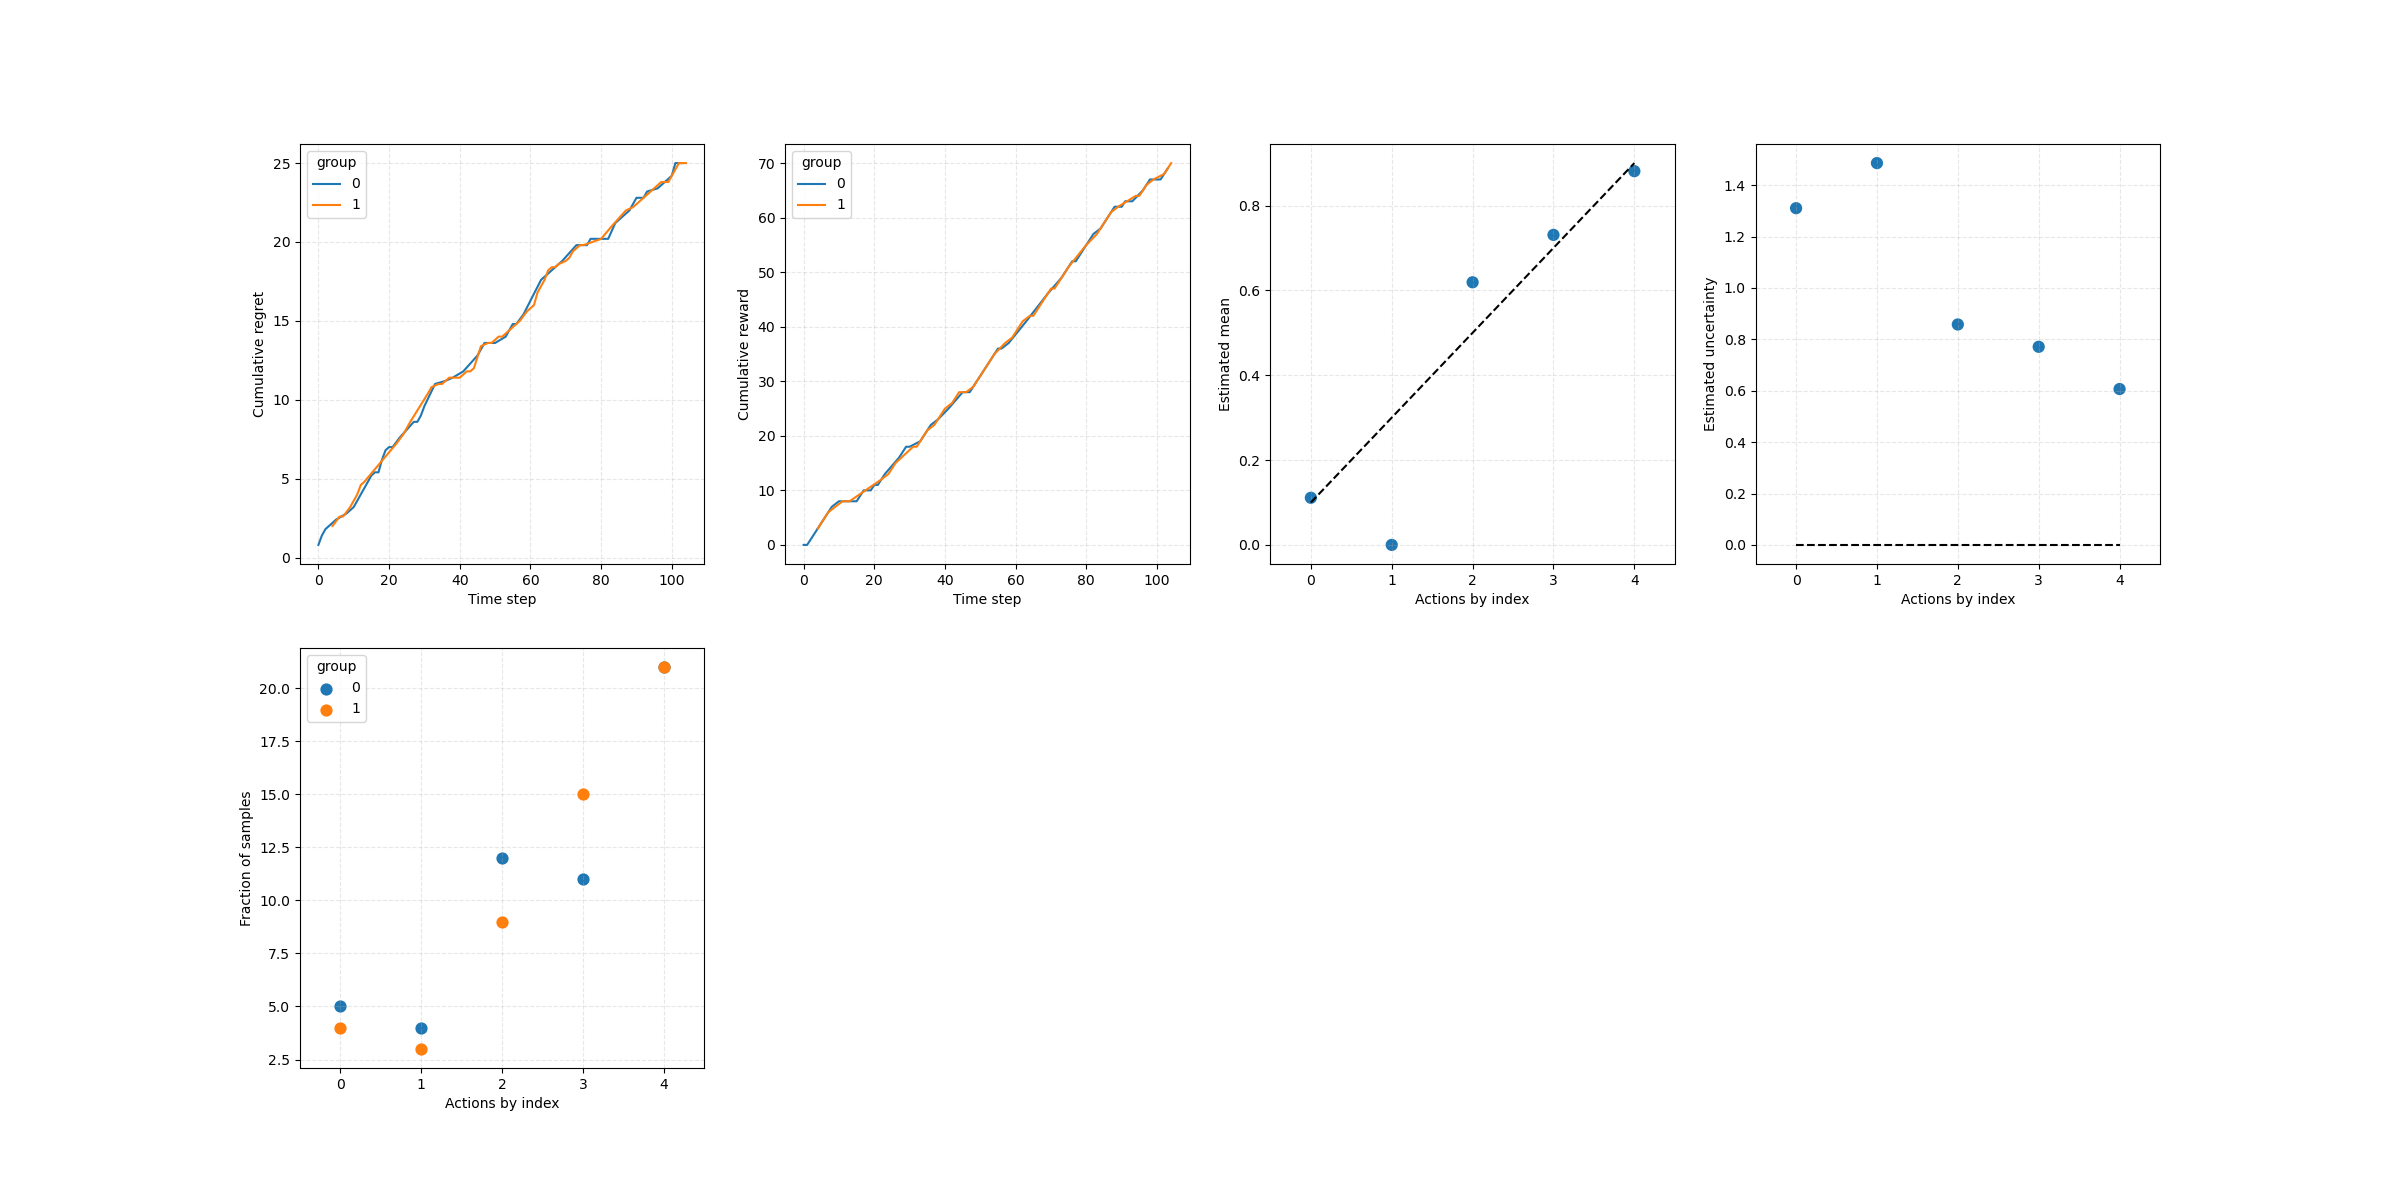 Cumulative regret
25
20
15
10
5
0
group
0
1
0 20 40 60 80 100
Time step
Cumulative reward
70
60
50
40
30
20
10
0
group
0
1
0 20 40 60 80 100
Time step
Estimated mean
0.8
0.6
0.4
0.2
0.0
0 1 2 3 4
Actions by index
Estimated uncertainty
1.4
1.2
1.0
0.8
0.6
0.4
0.2
0.0
0 1 2 3 4
Actions by index
Fraction of samples
20.0
17.5
15.0
12.5
10.0
7.5
5.0
2.5
group
0
1
0 1 2 3 4
Actions by index